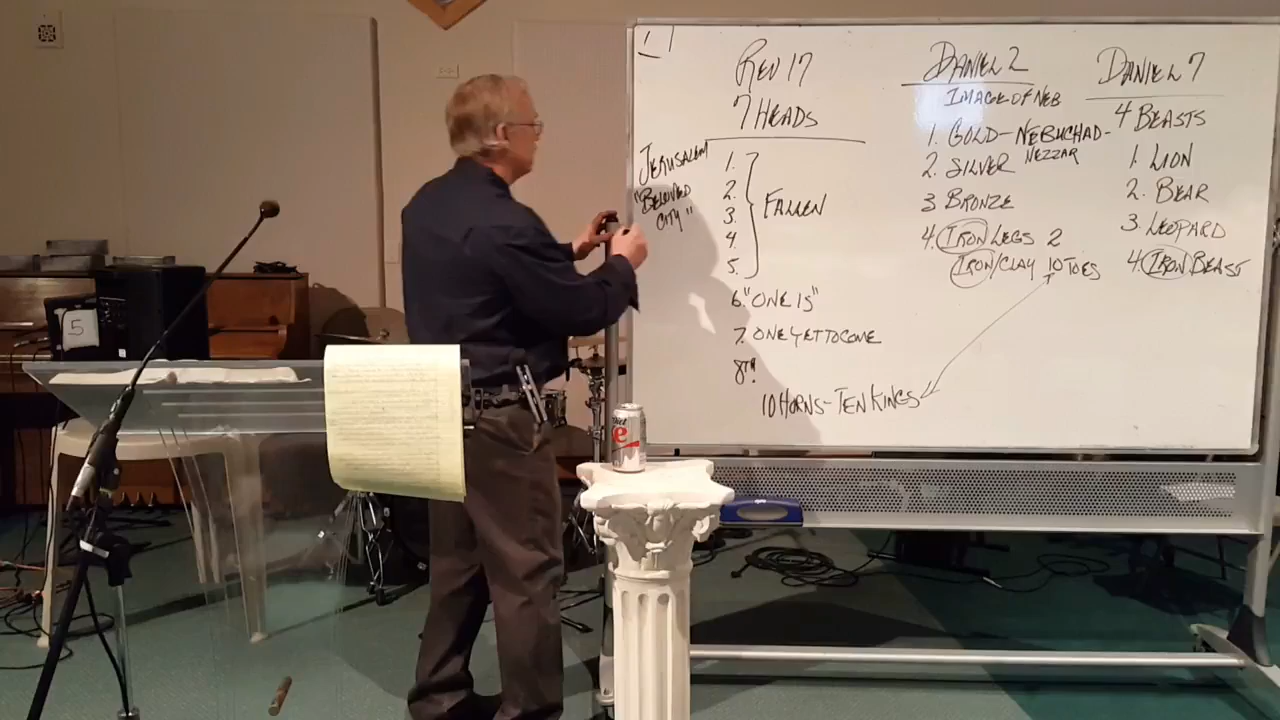 REV 17
7 HEADS
JERUSALEM
"BELOVED
CITY"
1.
2.
3.
4.
5.
FALLEN
6. "ONE IS"
7. ONE YET TO COME
8TH
10 HORNS - TEN KINGS
DANIEL 2
IMAGE OF NEB
1. GOLD - NEBUCHAD-
NEZZAR
2. SILVER
3 BRONZE
4. IRON LEGS 2
IRON/CLAY 10 TOES
DANIEL 7
4 BEASTS
1. LION
2. BEAR
3. LEOPARD
4. IRON BEAST
5